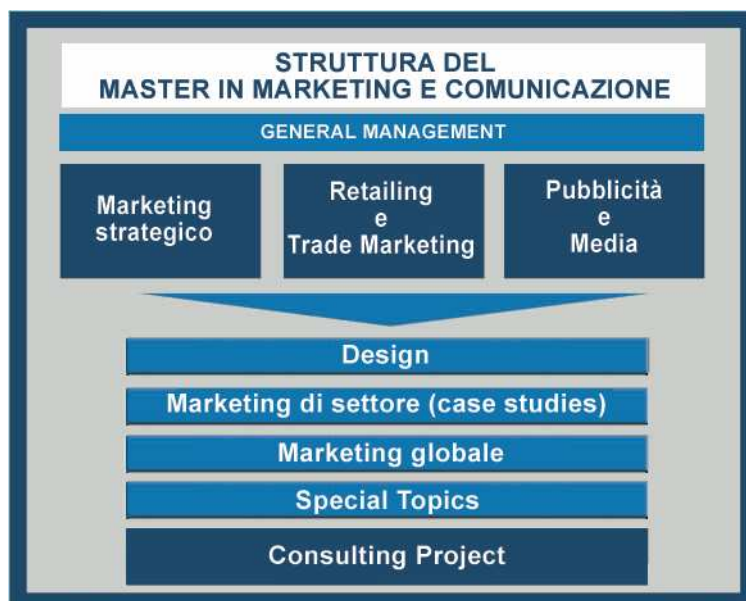 STRUTTURA DEL
MASTER IN MARKETING E COMUNICAZIONE
GENERAL MANAGEMENT
Marketing
strategico
Retailing
e
Trade Marketing
Pubblicità
e
Media
Design
Marketing di settore (case studies)
Marketing globale
Special Topics
Consulting Project